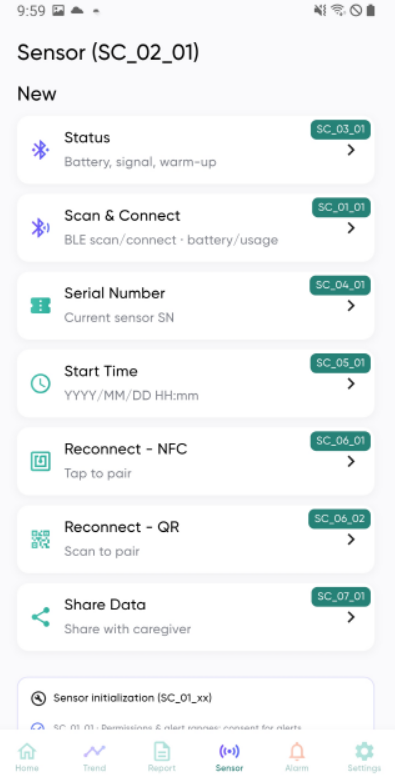 9:59
Sensor (SC_02_01)
New
SC_03_01
Status
Battery, signal, warm-up
SC_01_01
Scan & Connect
BLE scan/connect · battery/usage
SC_04_01
Serial Number
Current sensor SN
SC_05_01
Start Time
YYYY/MM/DD HH:mm
SC_06_01
Reconnect - NFC
Tap to pair
SC_06_02
Reconnect - QR
Scan to pair
SC_07_01
Share Data
Share with caregiver
Sensor initialization (SC_01_xx)
SC_01_01 · Permissions & alert ranges; consent for alerts
Home Trend Report Sensor Alarm Settings